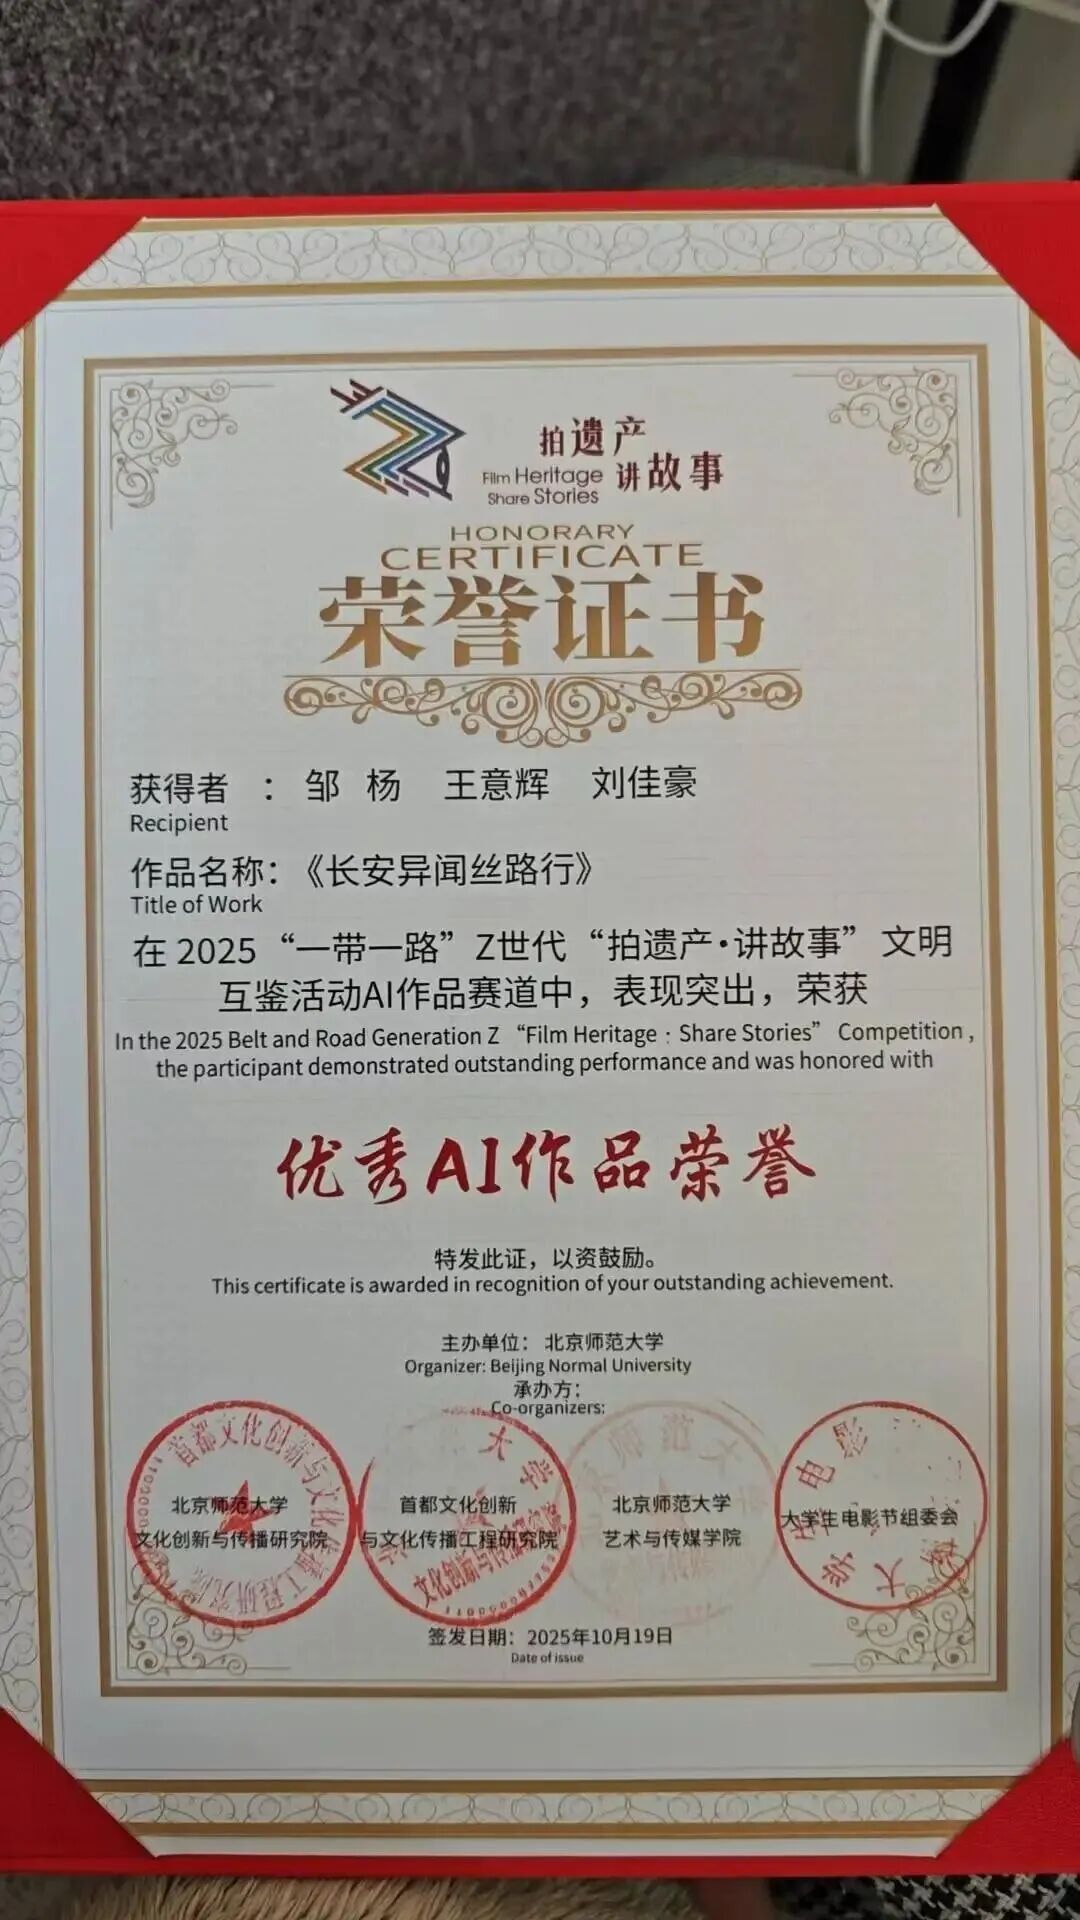 拍遗产
Film Heritage
讲故事
Share Stories
HONORARY
CERTIFICATE
荣誉证书
获得者 : 邹 杨 王意辉 刘佳豪
Recipient
作品名称:《长安异闻丝路行》
Title of Work
在 2025 “一带一路” Z世代 “拍遗产·讲故事” 文明
互鉴活动AI作品赛道中，表现突出，荣获
In the 2025 Belt and Road Generation Z “Film Heritage : Share Stories” Competition ,
the participant demonstrated outstanding performance and was honored with
优秀AI作品荣誉
特发此证，以资鼓励。
This certificate is awarded in recognition of your outstanding achievement.
主办单位: 北京师范大学
Organizer: Beijing Normal University
承办方:
Co-organizers:
北京师范大学
文化创新与传播研究院
首都文化创新
与文化传播工程研究院
北京师范大学
艺术与传媒学院
大学生电影节组委会
签发日期: 2025年10月19日
Date of issue